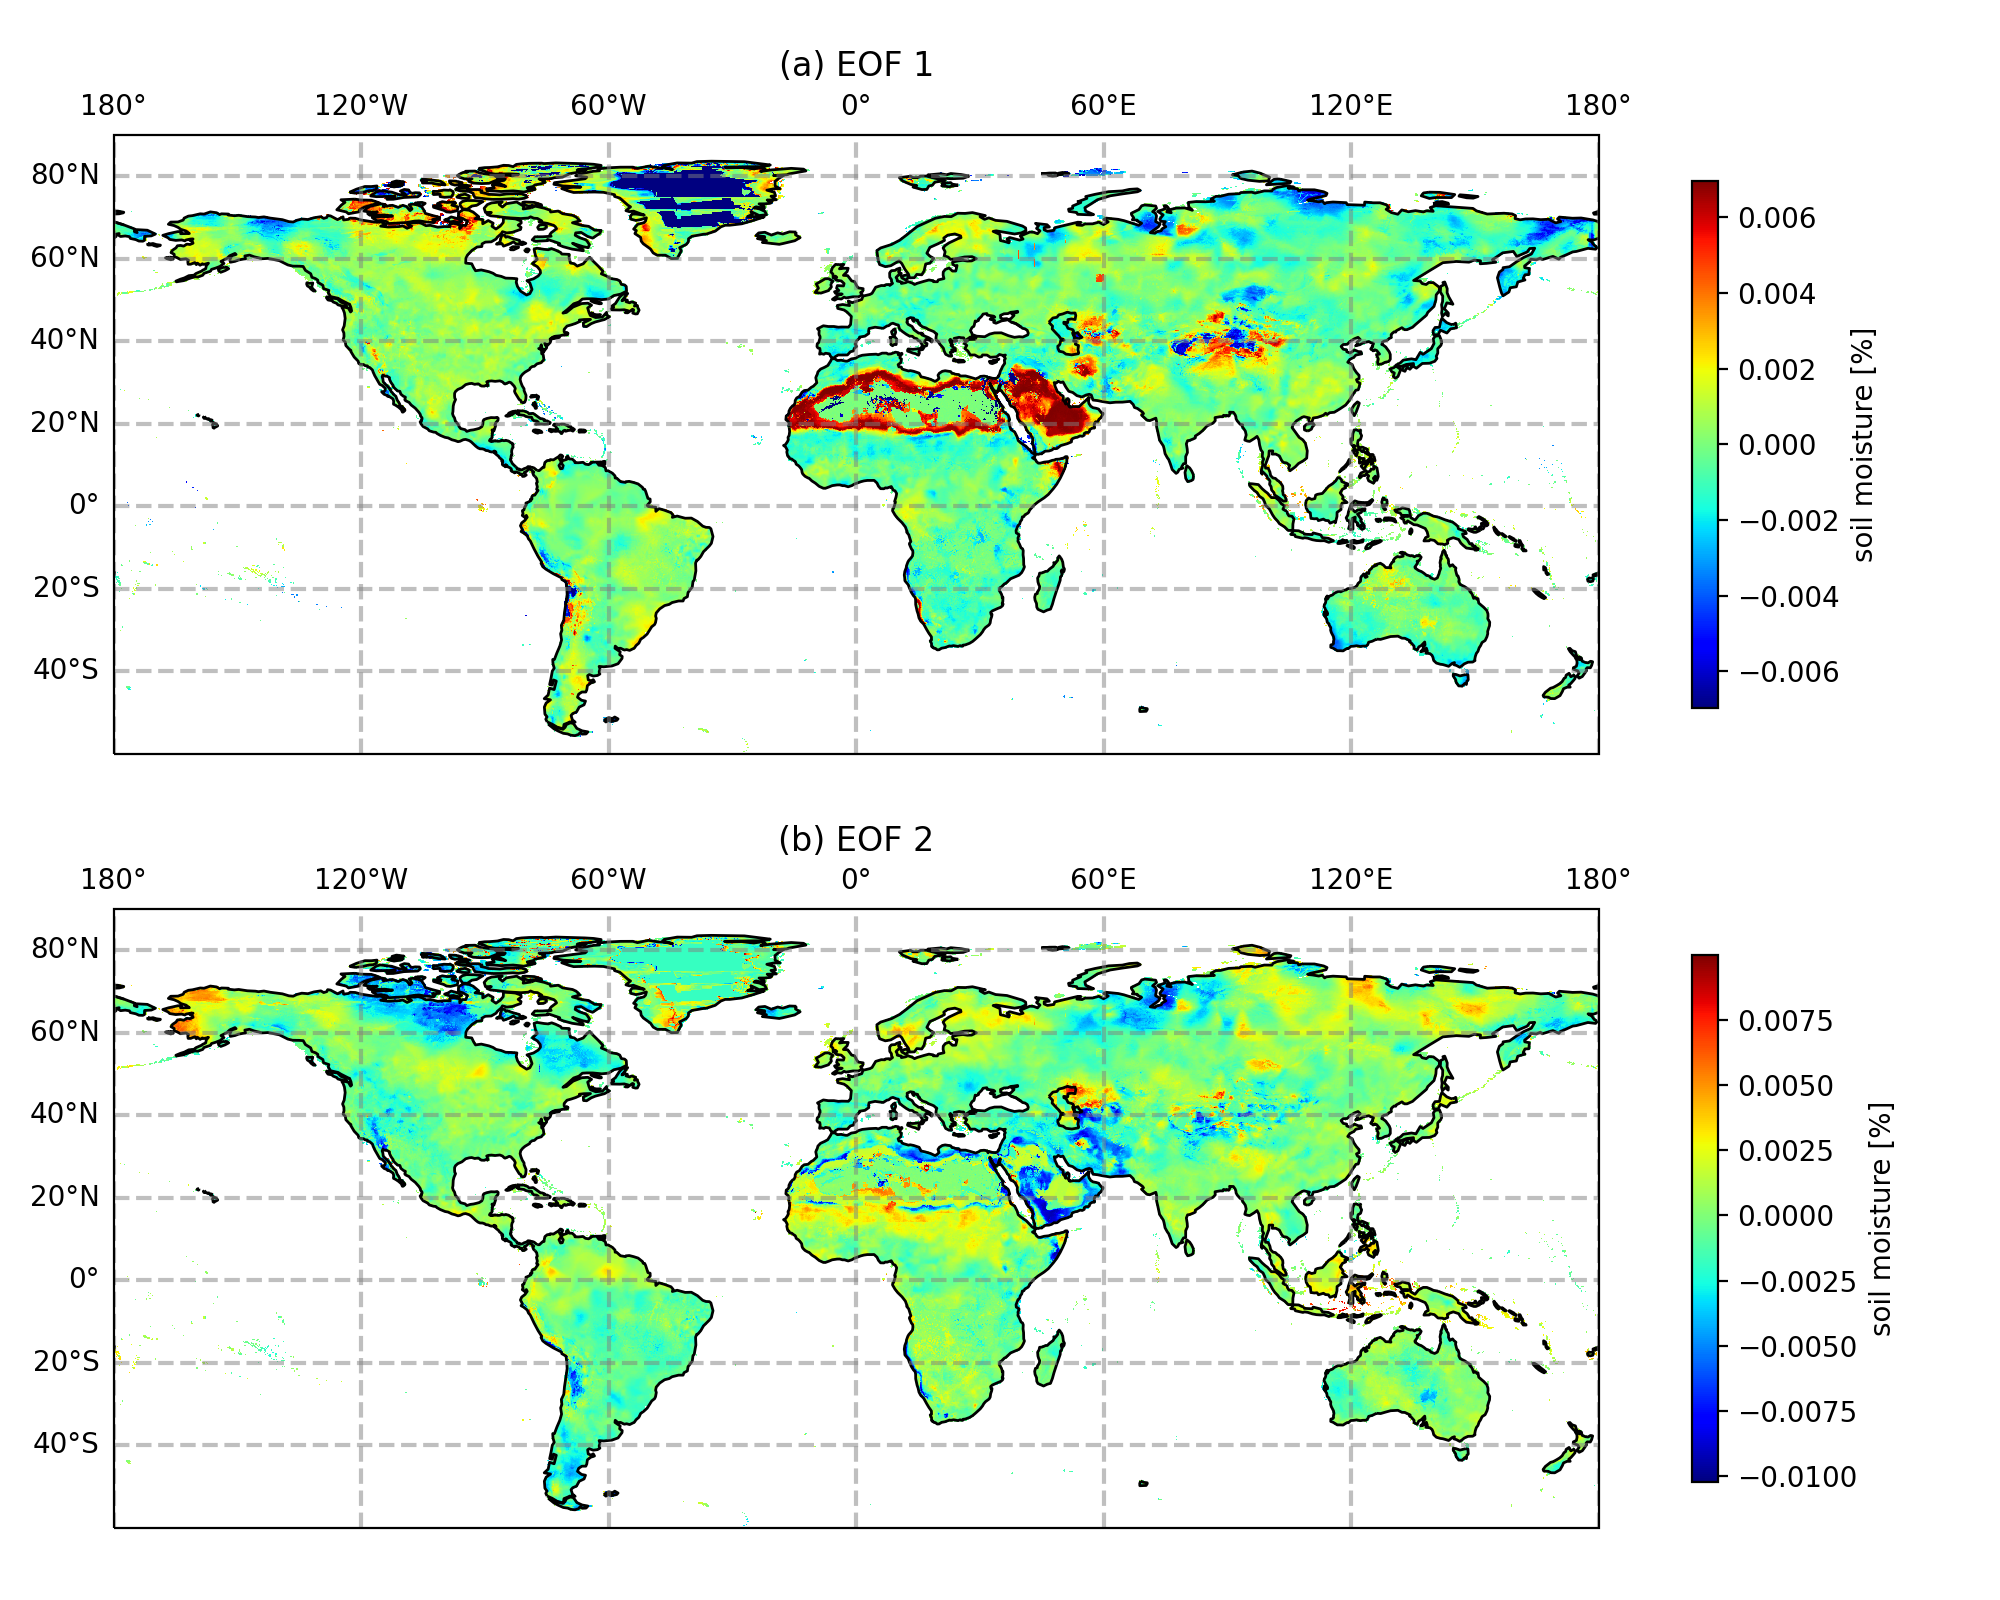 (a) EOF 1
180° 120°W 60°W 0° 60°E 120°E 180°
80°N
60°N
40°N
20°N
0°
20°S
40°S
0.006
0.004
0.002
0.000
−0.002
−0.004
−0.006
soil moisture [%]
(b) EOF 2
180° 120°W 60°W 0° 60°E 120°E 180°
80°N
60°N
40°N
20°N
0°
20°S
40°S
0.0075
0.0050
0.0025
0.0000
−0.0025
−0.0050
−0.0075
−0.0100
soil moisture [%]